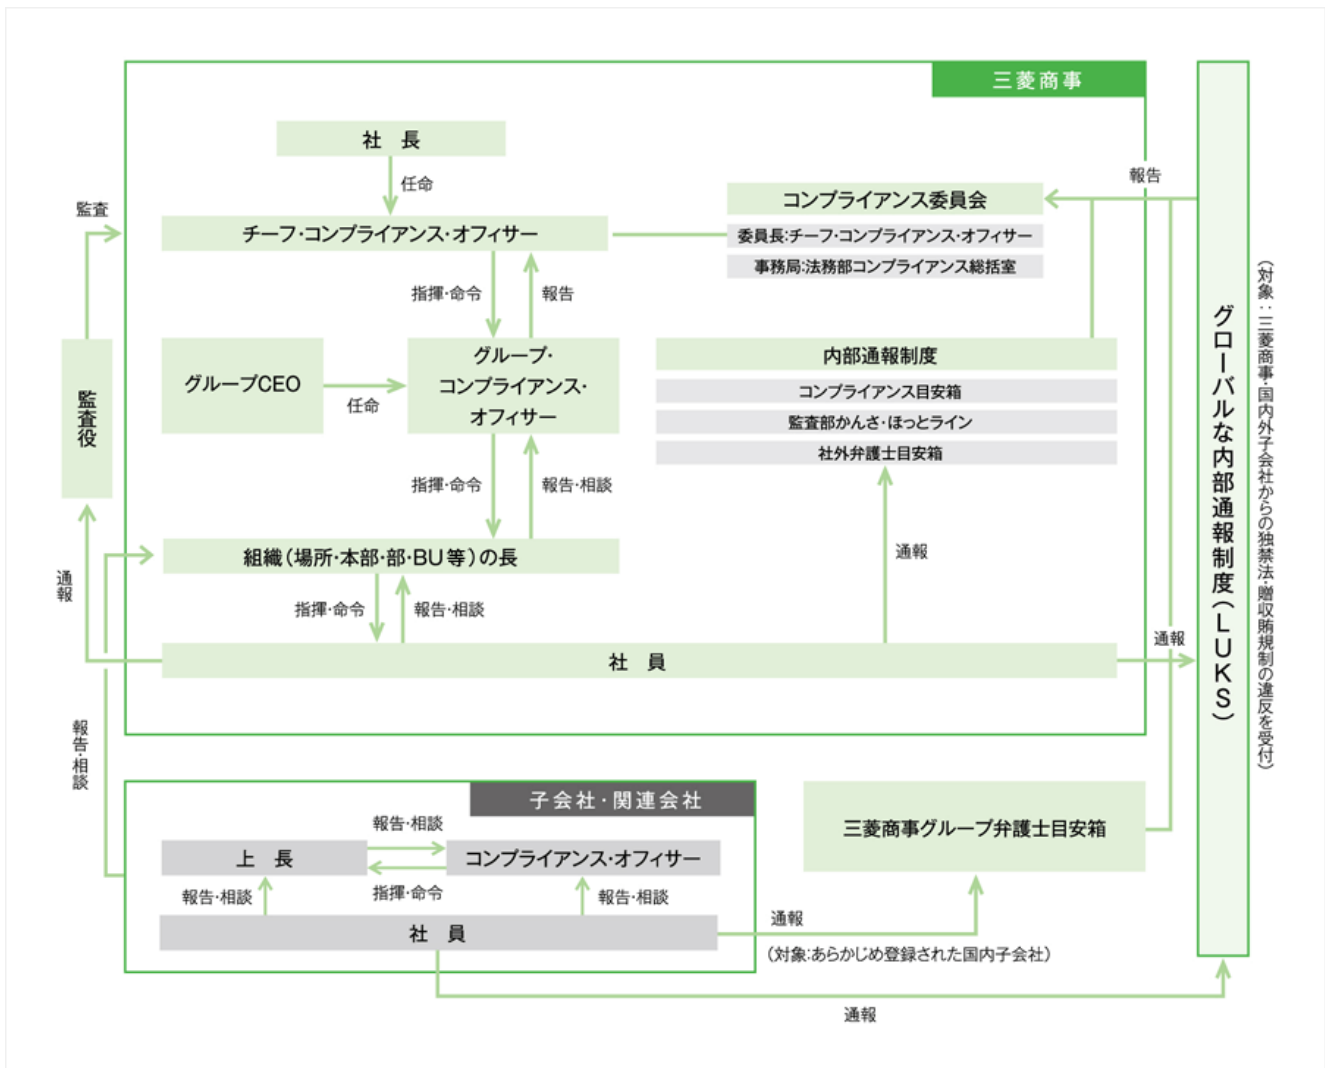 三菱商事
社　長
任命
チーフ・コンプライアンス・オフィサー
コンプライアンス委員会
委員長:チーフ・コンプライアンス・オフィサー
事務局:法務部コンプライアンス総括室
報告
監査
監査役
指揮・命令
報告
グループCEO
任命
グループ・
コンプライアンス・
オフィサー
内部通報制度
コンプライアンス目安箱
監査部かんさ・ほっとライン
社外弁護士目安箱
指揮・命令
報告・相談
組織(場所・本部・部・BU等)の長
通報
指揮・命令
報告・相談
通報
社　員
通報
グローバルな内部通報制度(LUKS)
(対象:三菱商事・国内外子会社からの独禁法・贈収賄規制の違反を受付)
報告・相談
子会社・関連会社
報告・相談
上　長
コンプライアンス・オフィサー
指揮・命令
報告・相談
報告・相談
社　員
三菱商事グループ弁護士目安箱
通報
(対象:あらかじめ登録された国内子会社)
通報